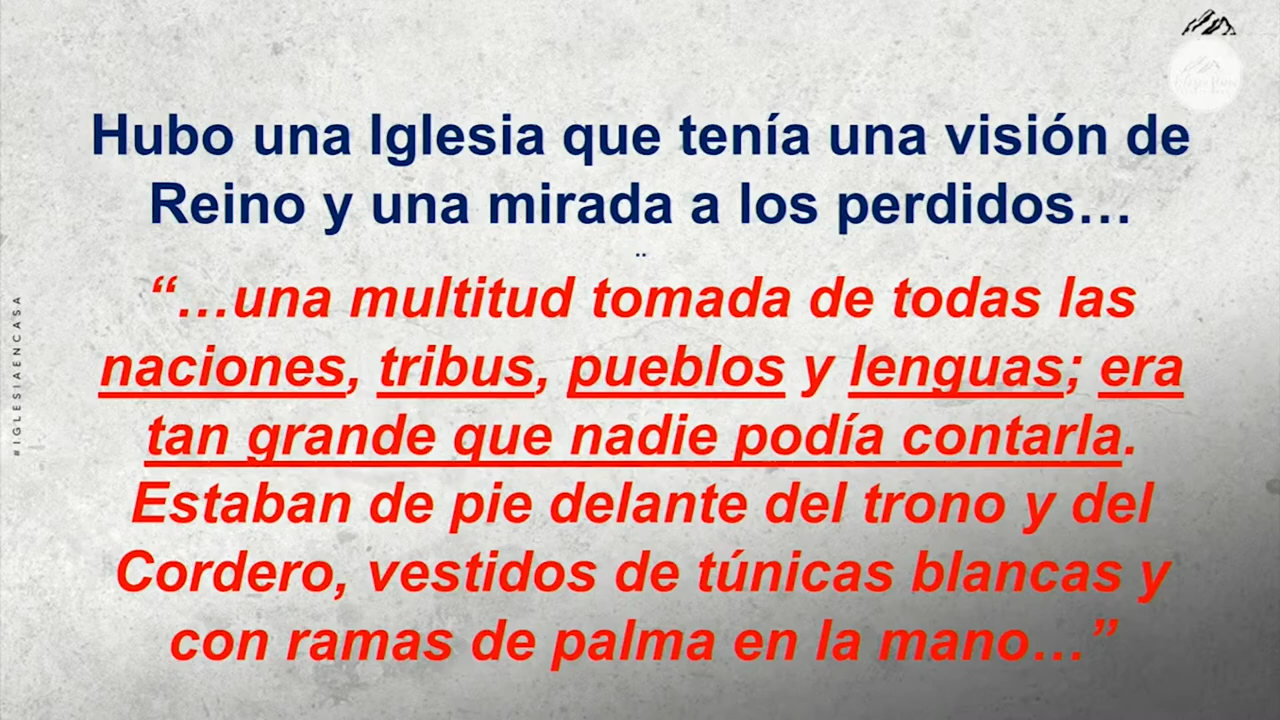 Hubo una Iglesia que tenía una visión de
Reino y una mirada a los perdidos…
¨
“…una multitud tomada de todas las
naciones, tribus, pueblos y lenguas; era
tan grande que nadie podía contarla.
Estaban de pie delante del trono y del
Cordero, vestidos de túnicas blancas y
con ramas de palma en la mano…”
#IGLESIAENCASA